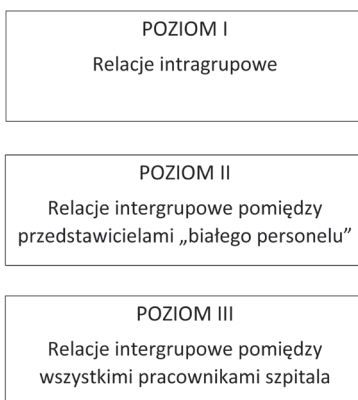 POZIOM I
Relacje intragrupowe
POZIOM II
Relacje intergrupowe pomiędzy
przedstawicielami „białego personelu”
POZIOM III
Relacje intergrupowe pomiędzy
wszystkimi pracownikami szpitala